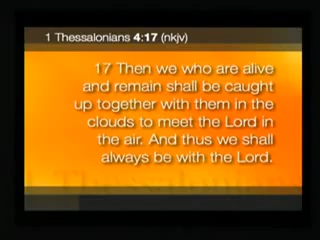 1 Thessalonians 4:17 (nkjv)
17 Then we who are alive
and remain shall be caught
up together with them in the
clouds to meet the Lord in
the air. And thus we shall
always be with the Lord.
1 Thessalonians